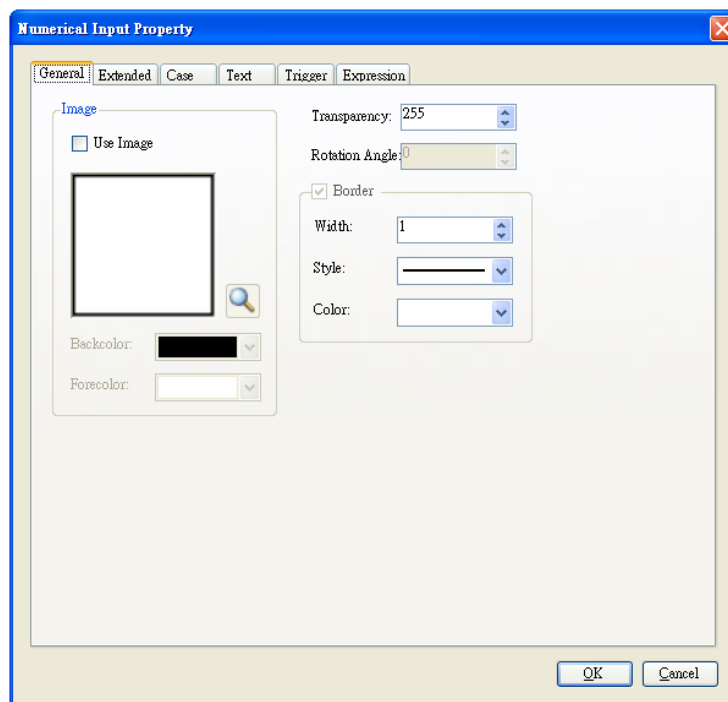 Numerical Input Property
General Extended Case Text Trigger Expression
Image
Use Image
Backcolor:
Forecolor:
Transparency: 255
Rotation Angle: 0
Border
Width: 1
Style:
Color:
OK Cancel